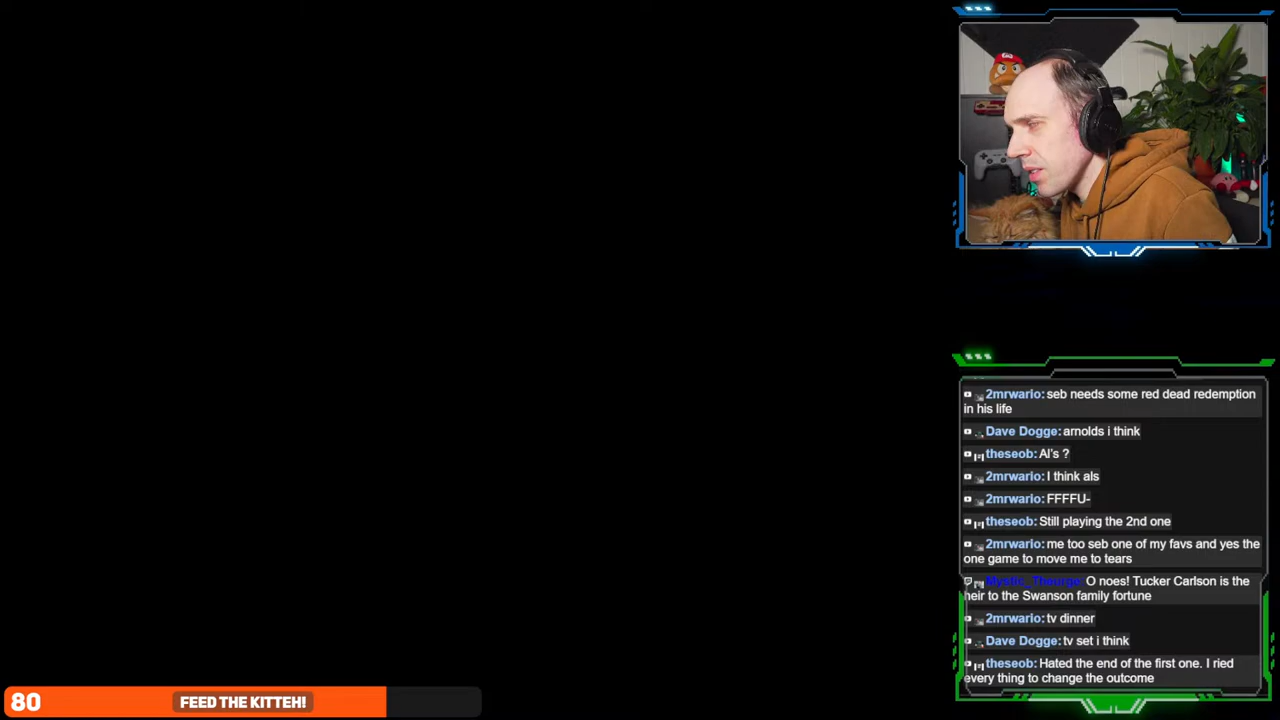 2mrwario: seb needs some red dead redemption
in his life
Dave Dogge: arnolds i think
theseob: Al's ?
2mrwario: I think als
2mrwario: FFFFU-
theseob: Still playing the 2nd one
2mrwario: me too seb one of my favs and yes the
one game to move me to tears
Mystic_Theurge: O noes! Tucker Carlson is the
heir to the Swanson family fortune
2mrwario: tv dinner
Dave Dogge: tv set i think
theseob: Hated the end of the first one. I ried
every thing to change the outcome
80 FEED THE KITTEH!